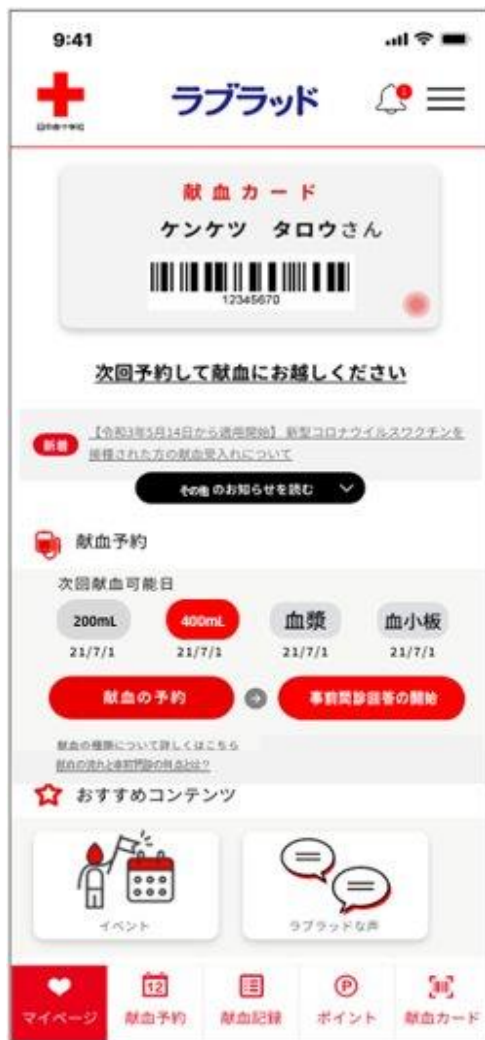 9:41
ラブラッド
献血カード
ケンケツ タロウさん
12345670
次回予約して献血にお越しください
新着
【令和3年5月14日から適用開始】 新型コロナウイルスワクチンを
接種された方の献血受入れについて
その他 のお知らせを読む
献血予約
次回献血可能日
200mL 400mL 血漿 血小板
21/7/1 21/7/1 21/7/1 21/7/1
献血の予約 事前問診回答の開始
献血の種類について詳しくはこちら
献血の流れと事前問診の時点とは?
おすすめコンテンツ
イベント ラブラッドな声
12 P
マイページ 献血予約 献血記録 ポイント 献血カード